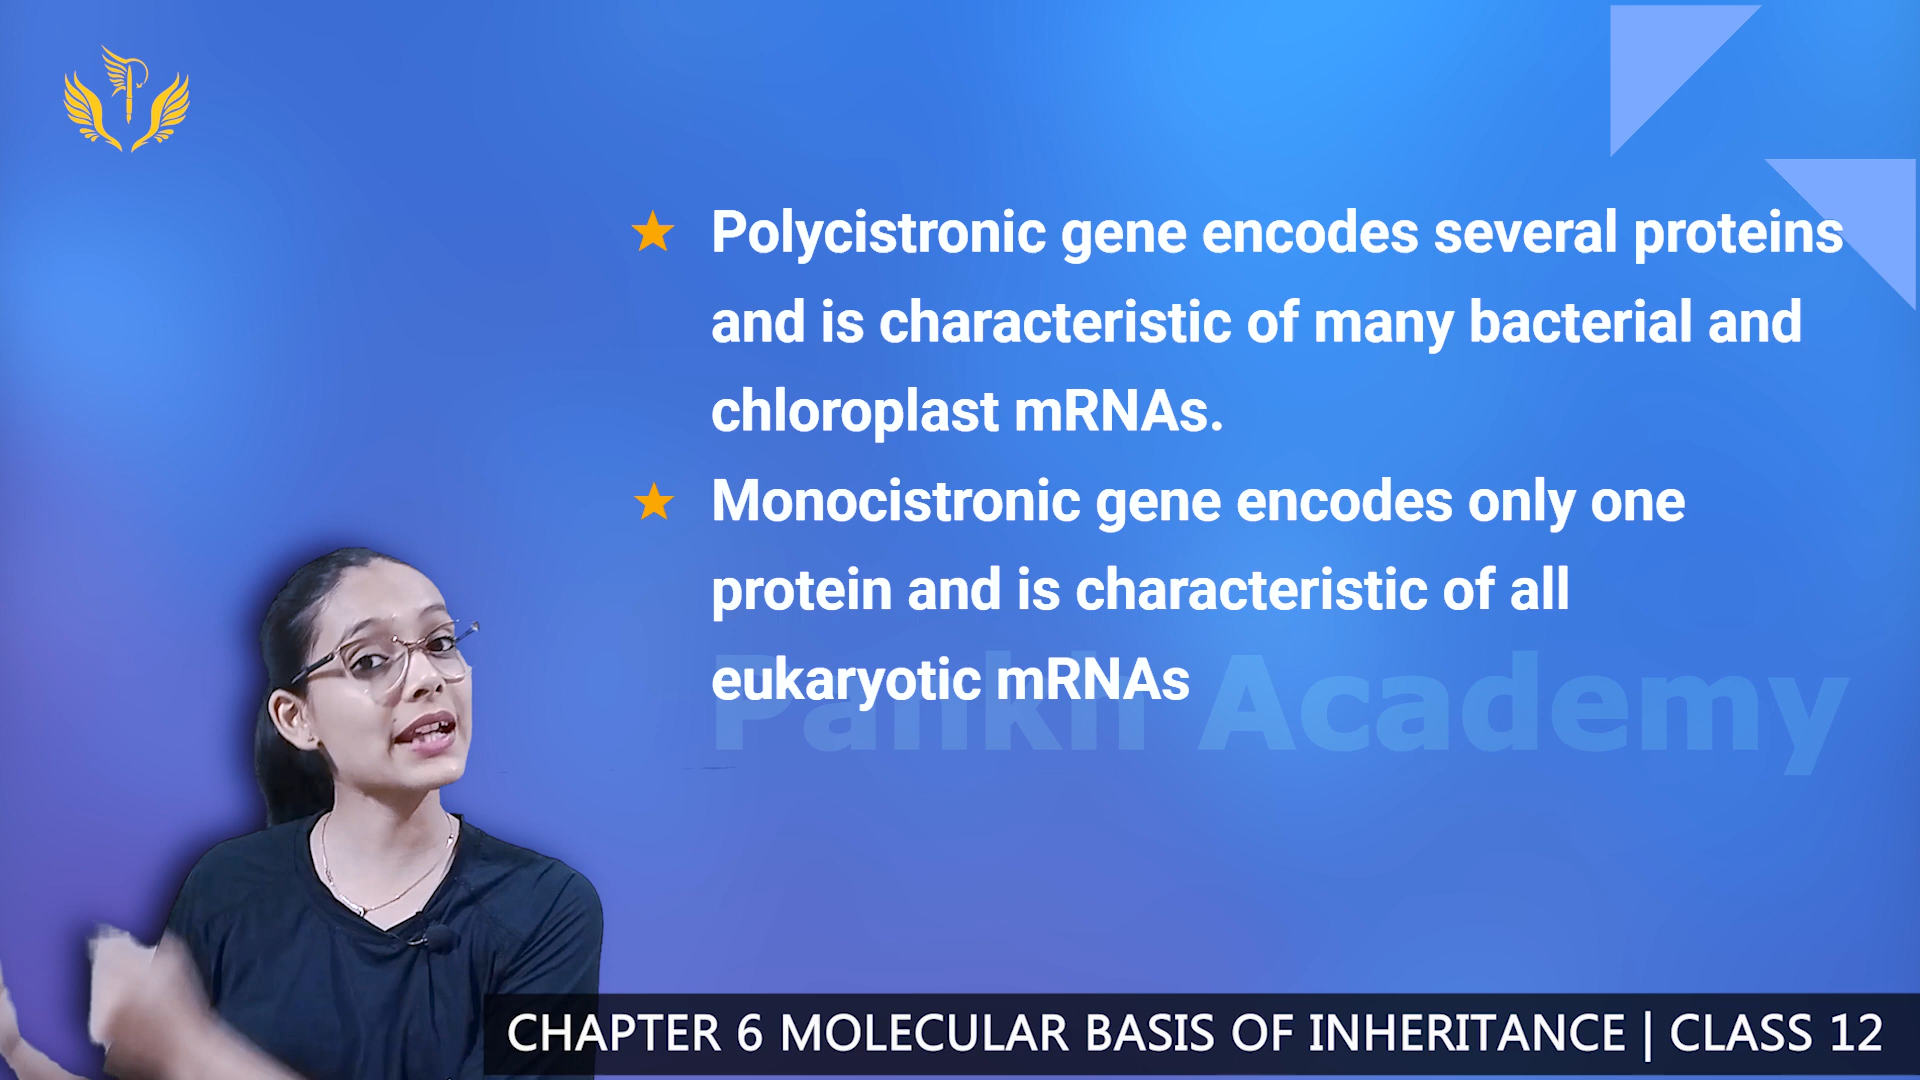 Polycistronic gene encodes several proteins
and is characteristic of many bacterial and
chloroplast mRNAs.
Monocistronic gene encodes only one
protein and is characteristic of all
eukaryotic mRNAs
Pankh Academy
CHAPTER 6 MOLECULAR BASIS OF INHERITANCE | CLASS 12